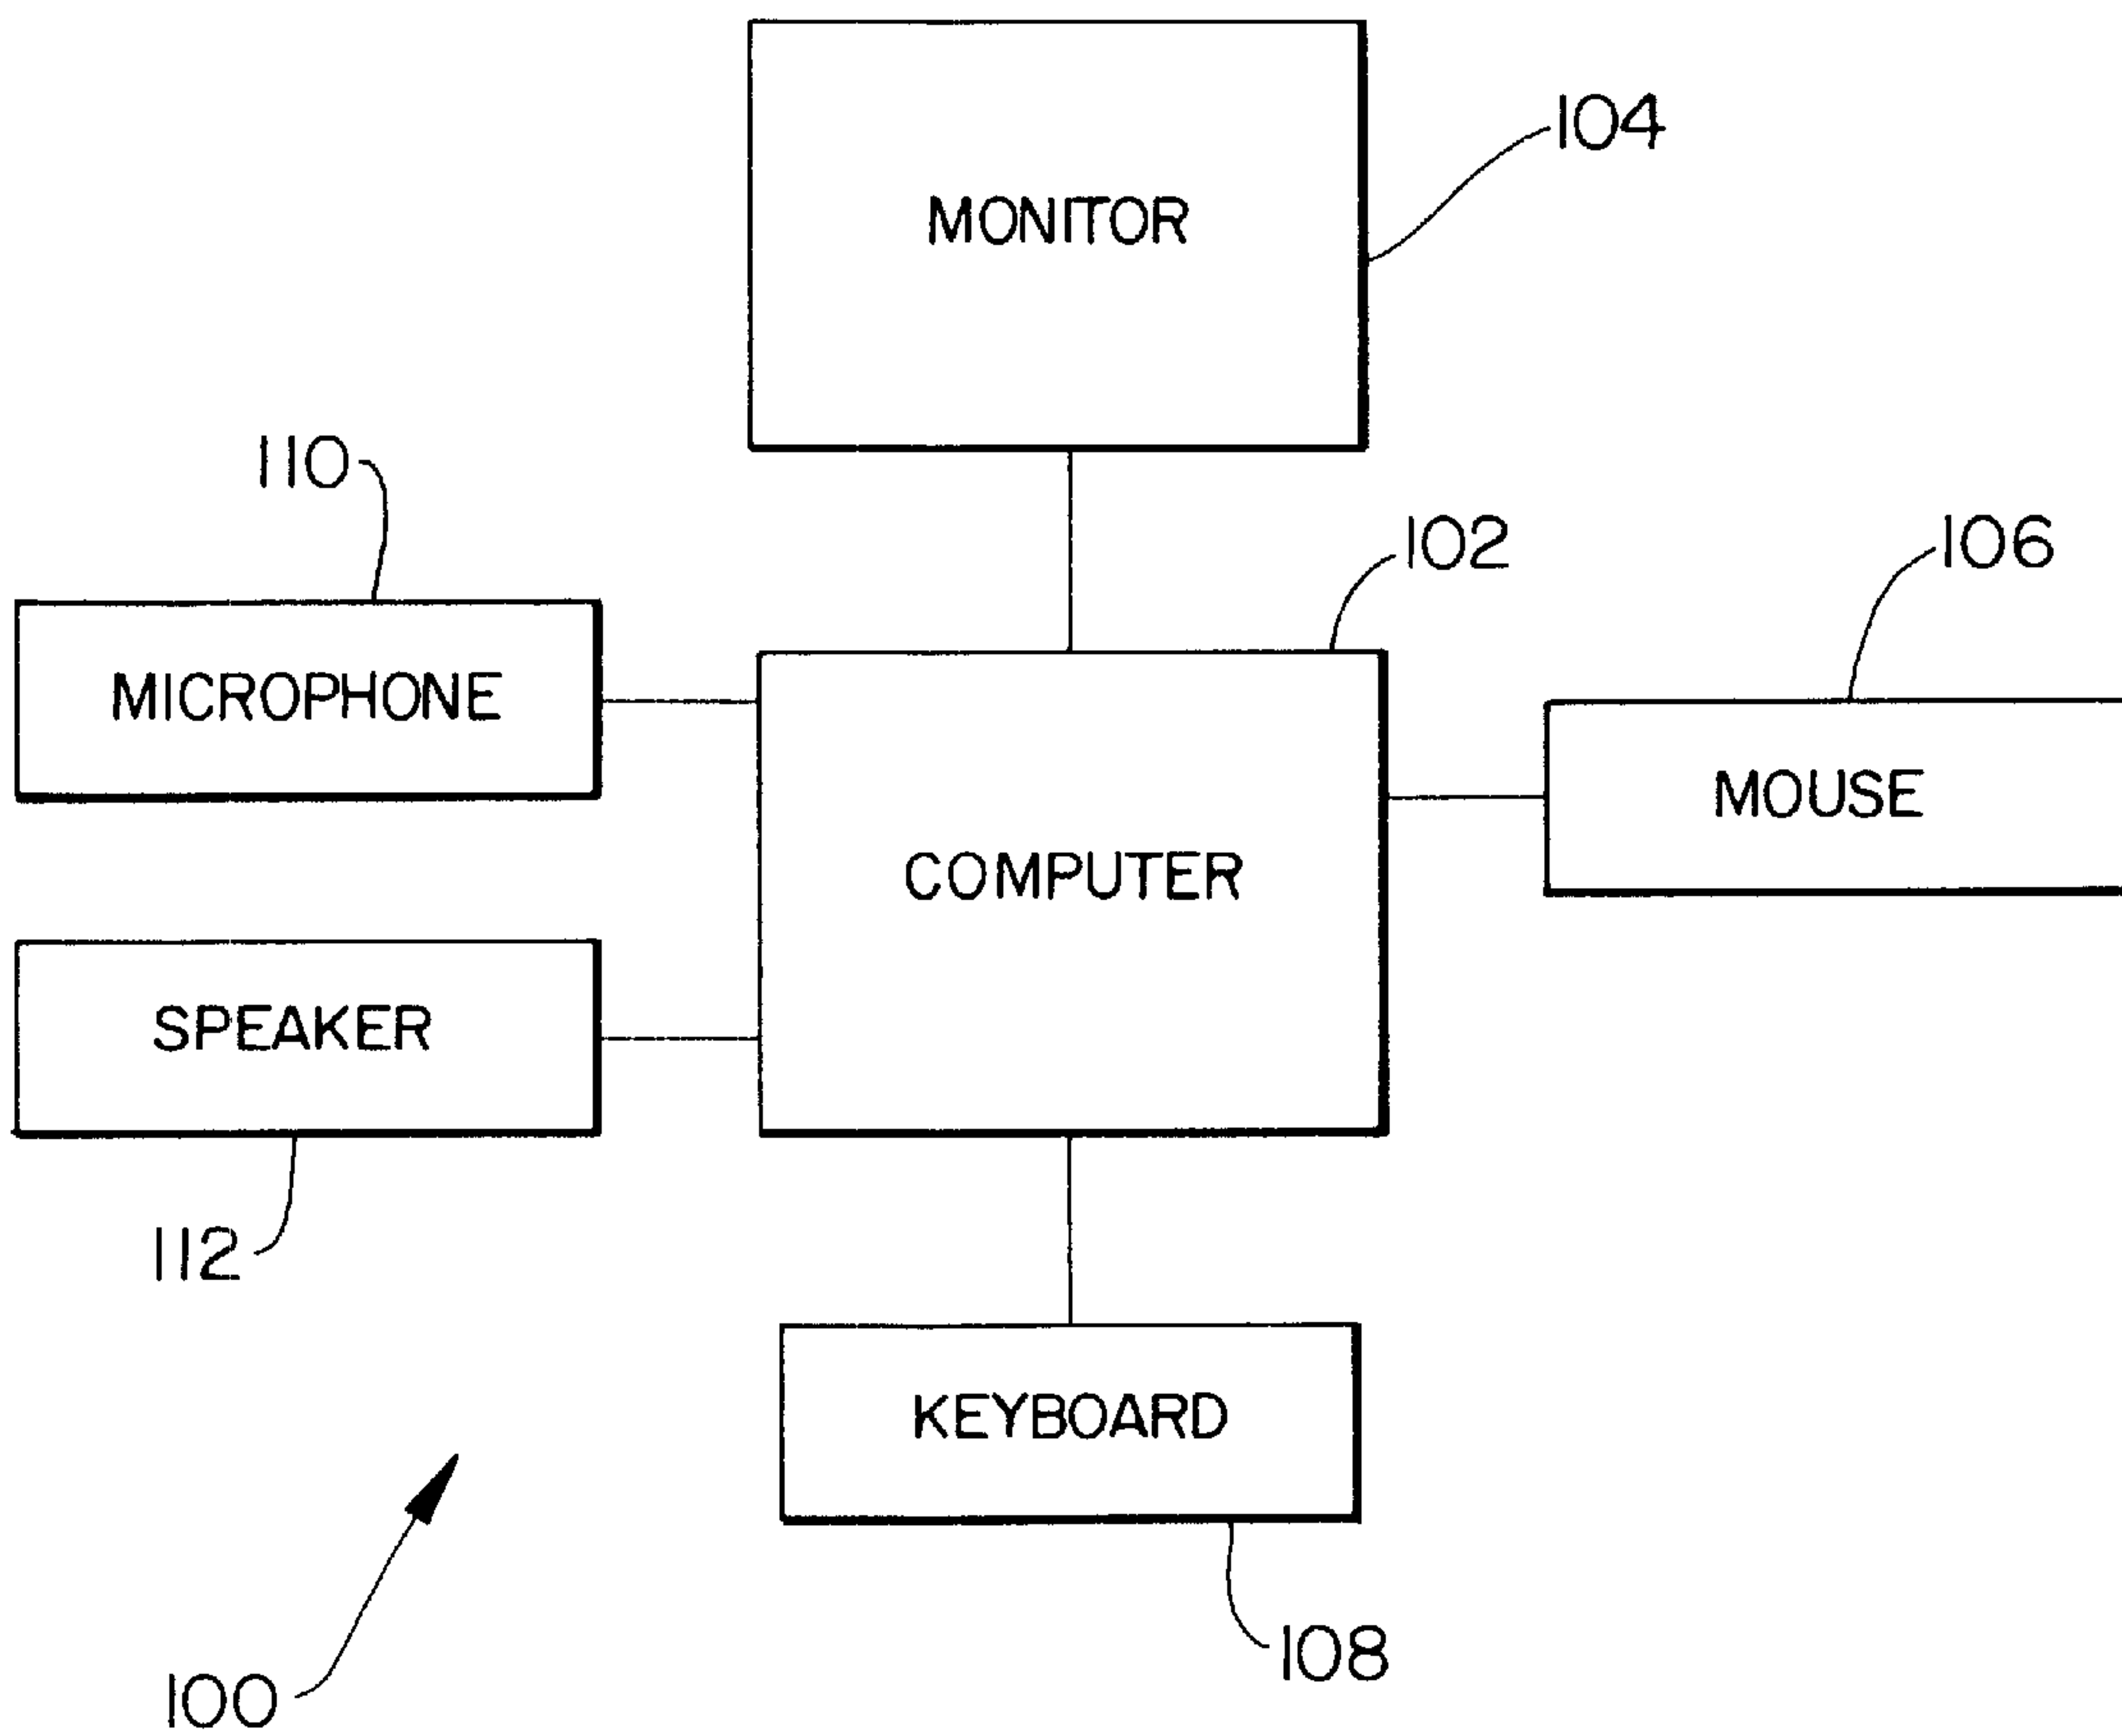 MONITOR
104
110
102
106
MICROPHONE
MOUSE
COMPUTER
SPEAKER
112
KEYBOARD
108
100